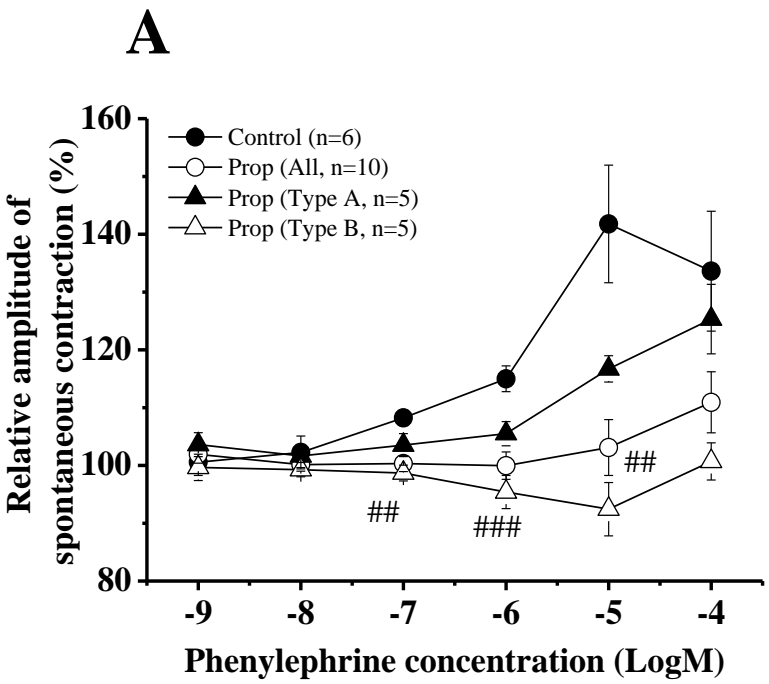 A
Relative amplitude of
spontaneous contraction (%)
160
140
120
100
80
Control (n=6)
Prop (All, n=10)
Prop (Type A, n=5)
Prop (Type B, n=5)
##
##
###
-9 -8 -7 -6 -5 -4
Phenylephrine concentration (LogM)